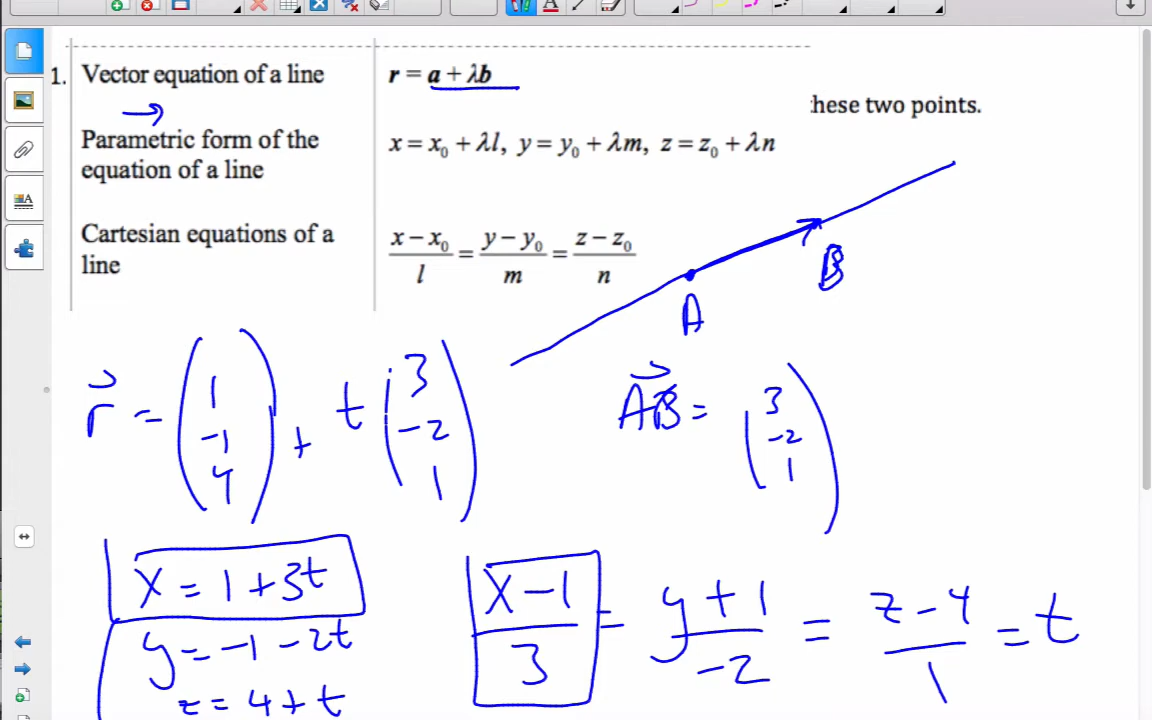 1. Vector equation of a line r = a + λb
hese two points.
Parametric form of the equation of a line x = x₀ + λl, y = y₀ + λm, z = z₀ + λn
Cartesian equations of a line (x − x₀)/l = (y − y₀)/m = (z − z₀)/n
A
B
r⃗ = (1, -1, 4) + t (3, -2, 1)
AB⃗ = (3, -2, 1)
x = 1 + 3t
y = -1 - 2t
z = 4 + t
(x - 1)/3 = (y + 1)/-2 = (z - 4)/1 = t